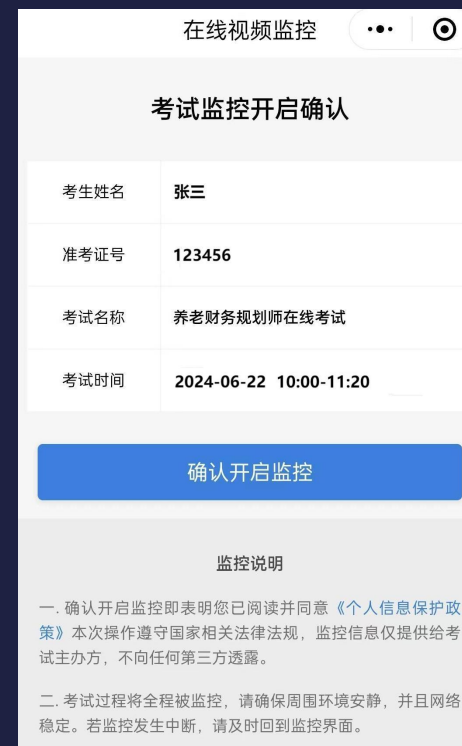 在线视频监控
考试监控开启确认
考生姓名 张三
准考证号 123456
考试名称 养老财务规划师在线考试
考试时间 2024-06-22 10:00-11:20
确认开启监控
监控说明
一. 确认开启监控即表明您已阅读并同意《个人信息保护政
策》本次操作遵守国家相关法律法规，监控信息仅提供给考
试主办方，不向任何第三方透露。
二. 考试过程将全程被监控，请确保周围环境安静，并且网络
稳定。若监控发生中断，请及时回到监控界面。